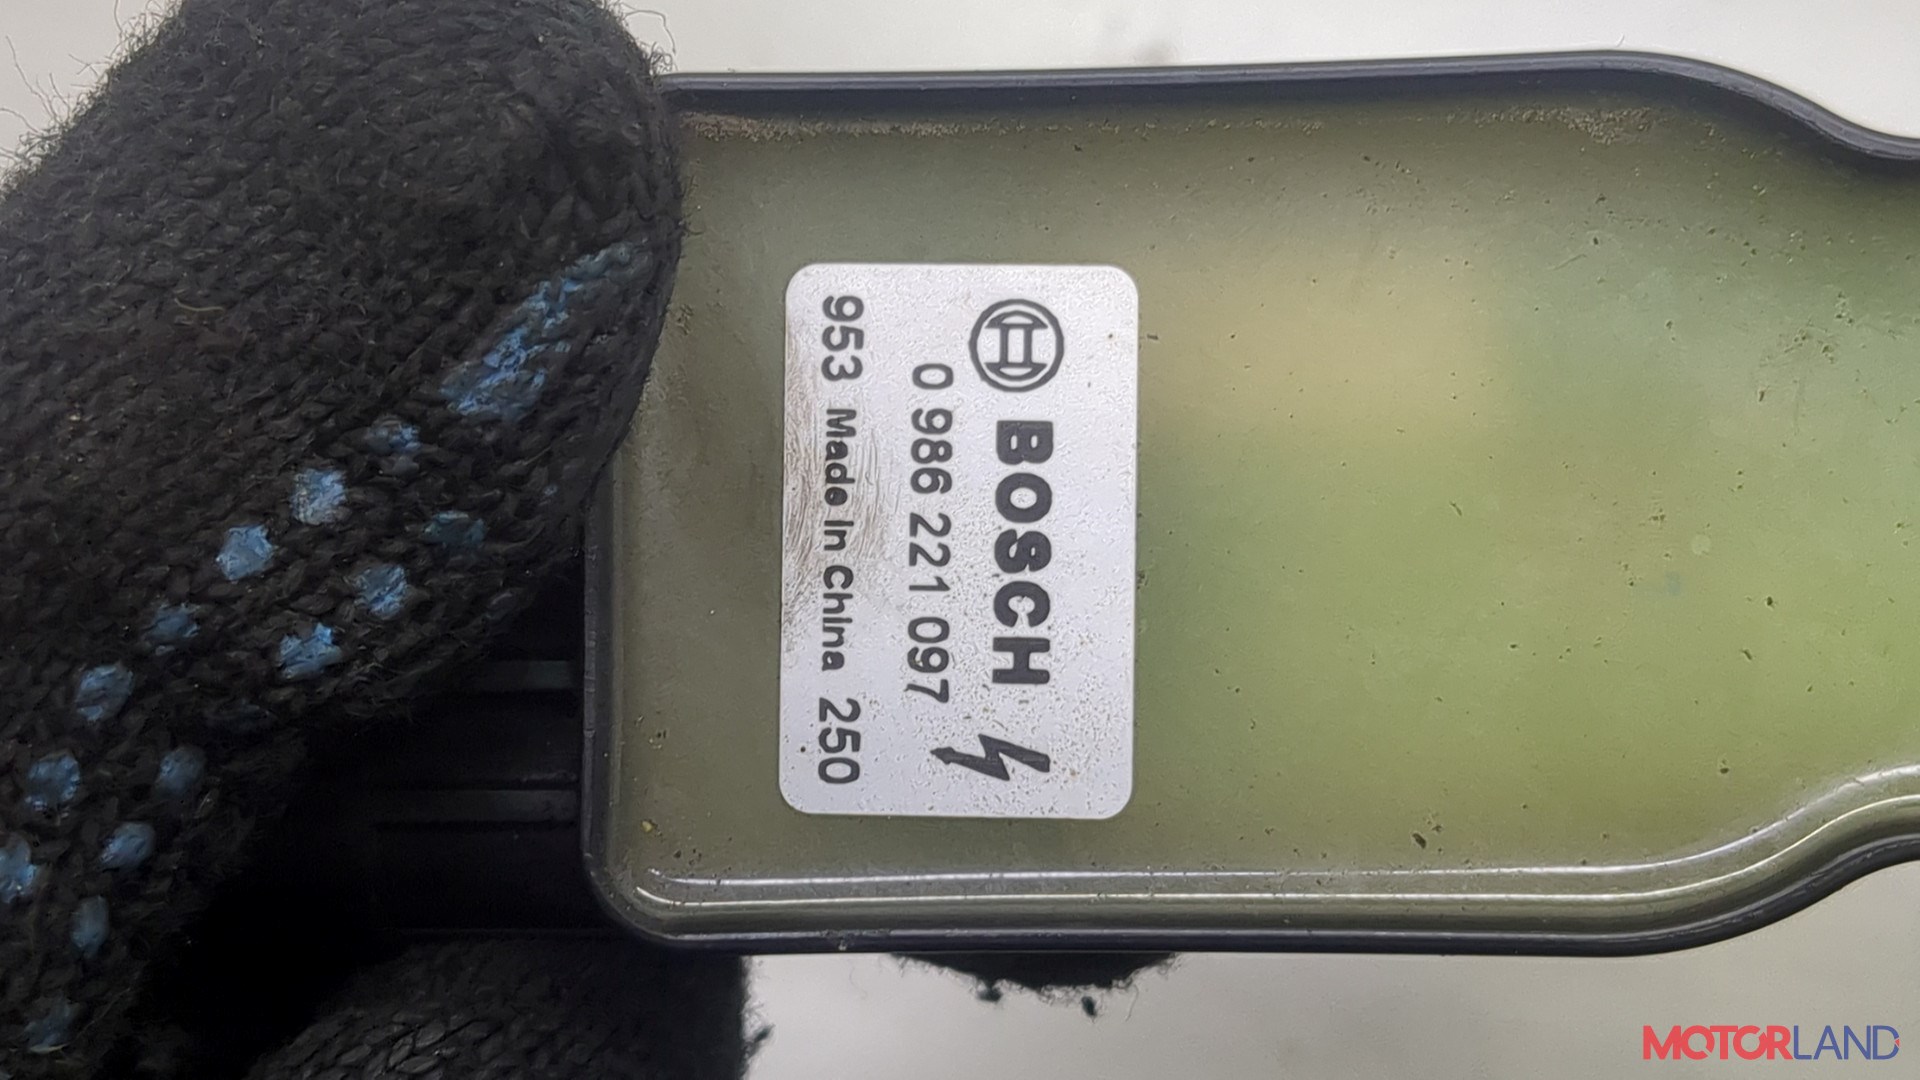 BOSCH
0 986 221 097
953 Made in China 250
MOTORLAND